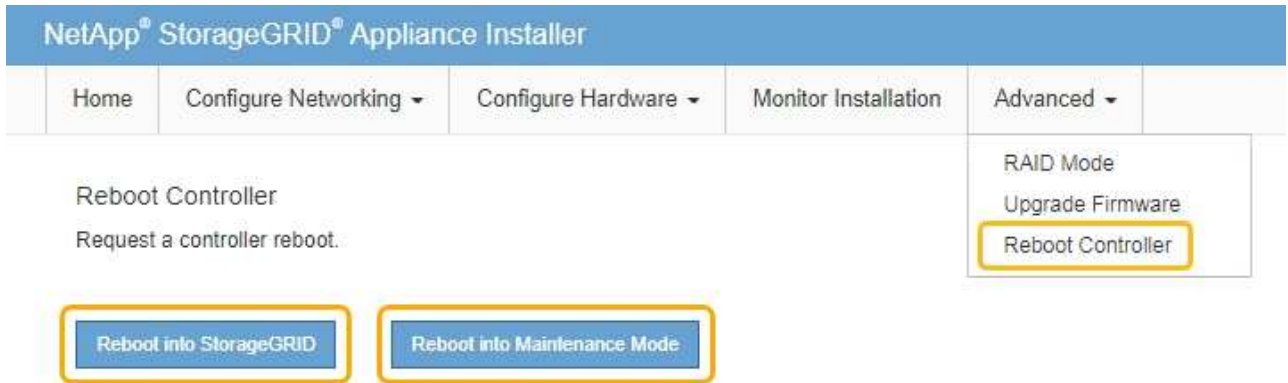 NetApp® StorageGRID® Appliance Installer
Home Configure Networking Configure Hardware Monitor Installation Advanced
RAID Mode
Upgrade Firmware
Reboot Controller
Reboot Controller
Request a controller reboot.
Reboot into StorageGRID Reboot into Maintenance Mode